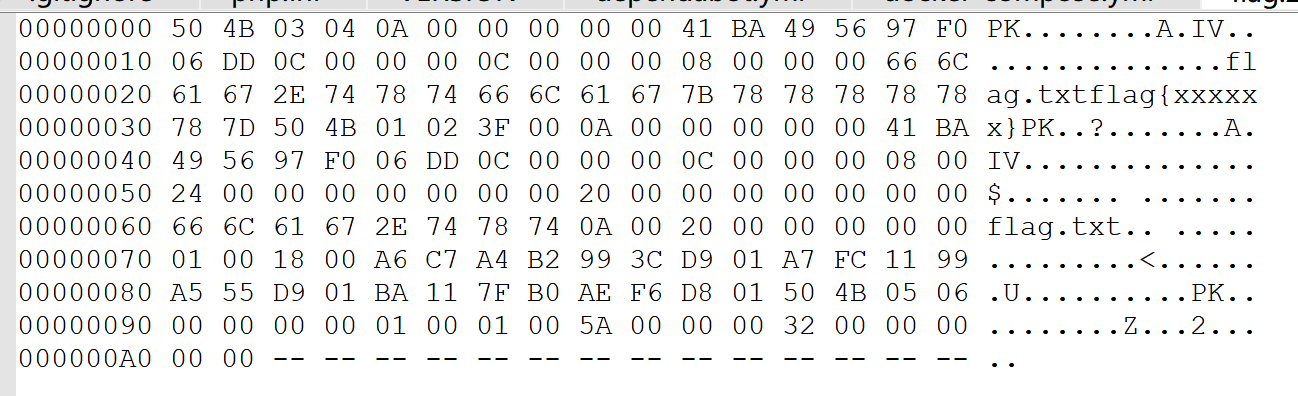 00000000 50 4B 03 04 0A 00 00 00 00 00 41 BA 49 56 97 F0 PK........A.IV..
00000010 06 DD 0C 00 00 00 0C 00 00 00 08 00 00 00 66 6C ..............fl
00000020 61 67 2E 74 78 74 66 6C 61 67 7B 78 78 78 78 78 ag.txtflag{xxxxx
00000030 78 7D 50 4B 01 02 3F 00 0A 00 00 00 00 00 41 BA x}PK..?.......A.
00000040 49 56 97 F0 06 DD 0C 00 00 00 0C 00 00 00 08 00 IV..............
00000050 24 00 00 00 00 00 00 00 20 00 00 00 00 00 00 00 $....... .......
00000060 66 6C 61 67 2E 74 78 74 0A 00 20 00 00 00 00 00 flag.txt.. .....
00000070 01 00 18 00 A6 C7 A4 B2 99 3C D9 01 A7 FC 11 99 .........<......
00000080 A5 55 D9 01 BA 11 7F B0 AE F6 D8 01 50 4B 05 06 .U..........PK..
00000090 00 00 00 00 01 00 01 00 5A 00 00 00 32 00 00 00 ........Z...2...
000000A0 00 00 -- -- -- -- -- -- -- -- -- -- -- -- -- -- ..